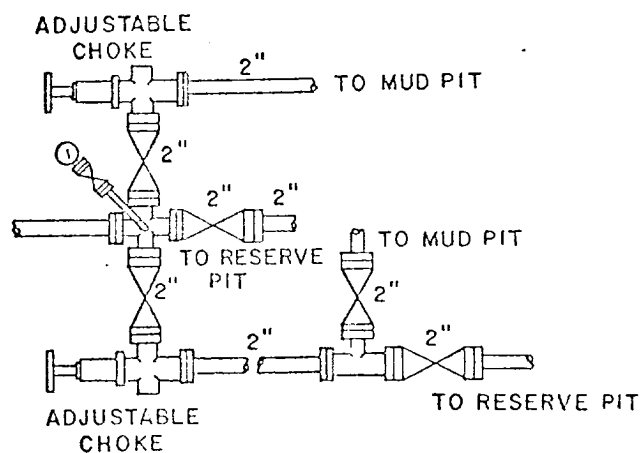 ADJUSTABLE
CHOKE
2"
TO MUD PIT
1
2"
2"
2"
TO RESERVE
PIT
TO MUD PIT
2"
2"
2"
2"
ADJUSTABLE
CHOKE
TO RESERVE PIT